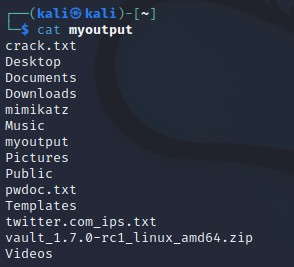 ┌──(kali㉿kali)-[~]
└─$ cat myoutput
crack.txt
Desktop
Documents
Downloads
mimikatz
Music
myoutput
Pictures
Public
pwdoc.txt
Templates
twitter.com_ips.txt
vault_1.7.0-rc1_linux_amd64.zip
Videos